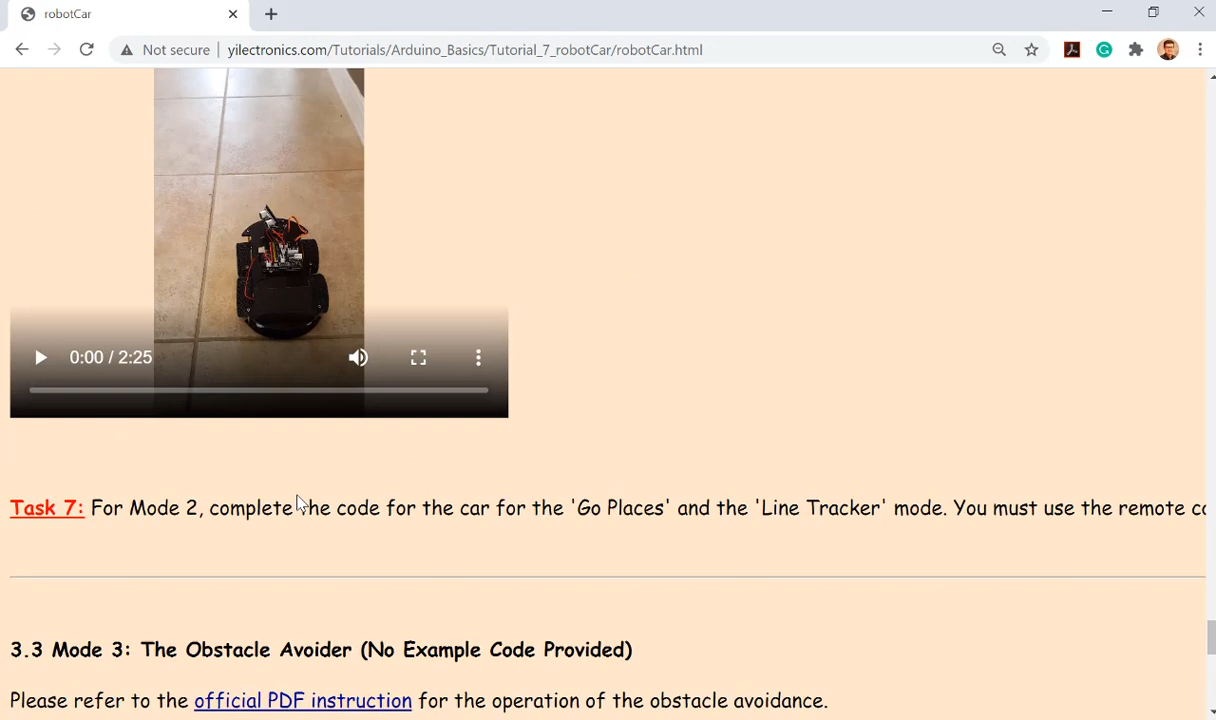 robotCar
Not secure yilectronics.com/Tutorials/Arduino_Basics/Tutorial_7_robotCar/robotCar.html
0:00 / 2:25
Task 7: For Mode 2, complete the code for the car for the 'Go Places' and the 'Line Tracker' mode. You must use the remote co
3.3 Mode 3: The Obstacle Avoider (No Example Code Provided)
Please refer to the official PDF instruction for the operation of the obstacle avoidance.